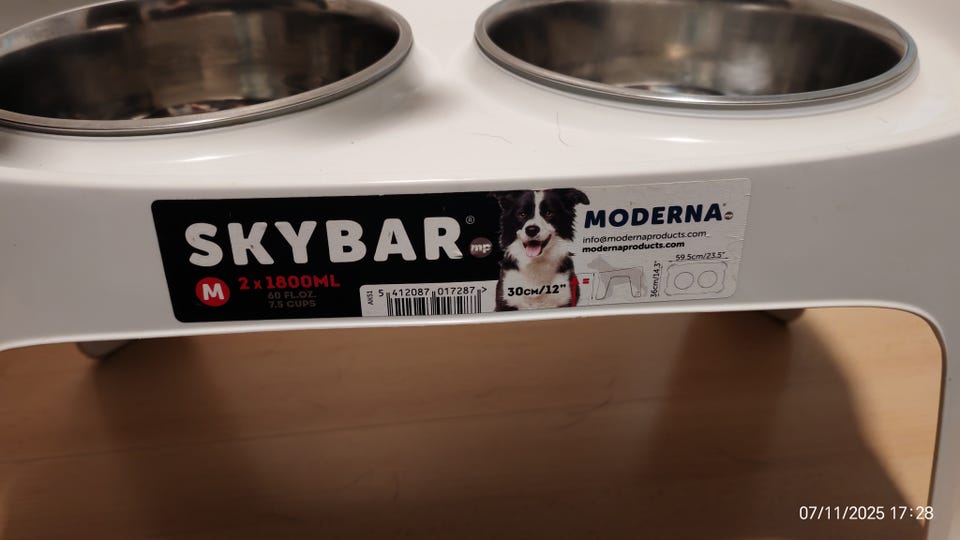 SKYBAR®
mp
M
2 x 1800ML
60 FL.OZ.
7.5 CUPS
AK51
5 412087 017287 >
30CM/12"
MODERNA®
info@modernaproducts.com
modernaproducts.com
59.5cm/23.5"
36cm/14.3"
07/11/2025 17:28